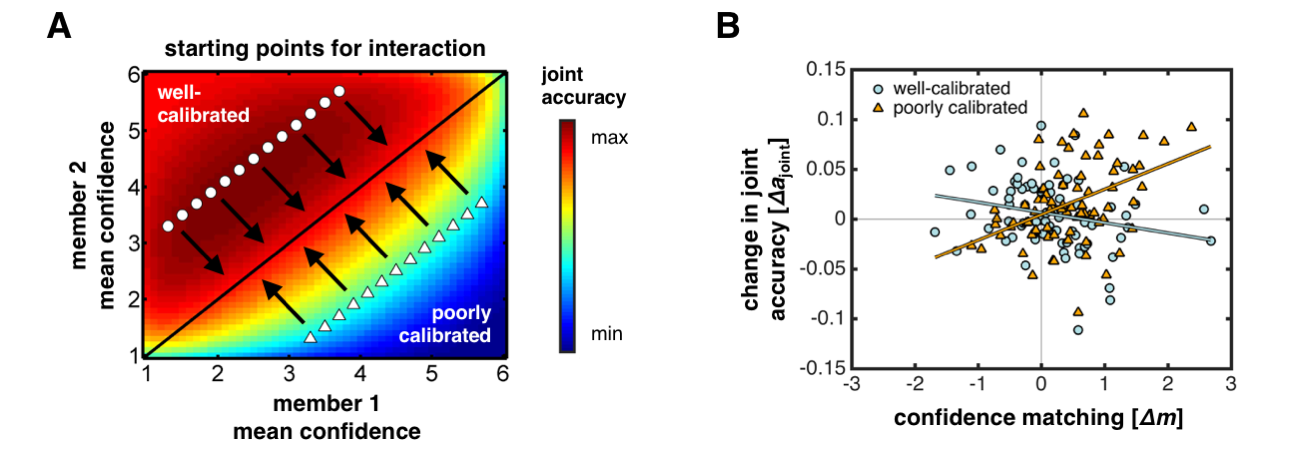 A
starting points for interaction
well-
calibrated
poorly
calibrated
6
5
4
3
2
1
1 2 3 4 5 6
member 2
mean confidence
member 1
mean confidence
joint
accuracy
max
min
B
well-calibrated
poorly calibrated
0.15
0.1
0.05
0
-0.05
-0.1
-0.15
-3 -2 -1 0 1 2 3
change in joint
accuracy [Δajoint]
confidence matching [Δm]